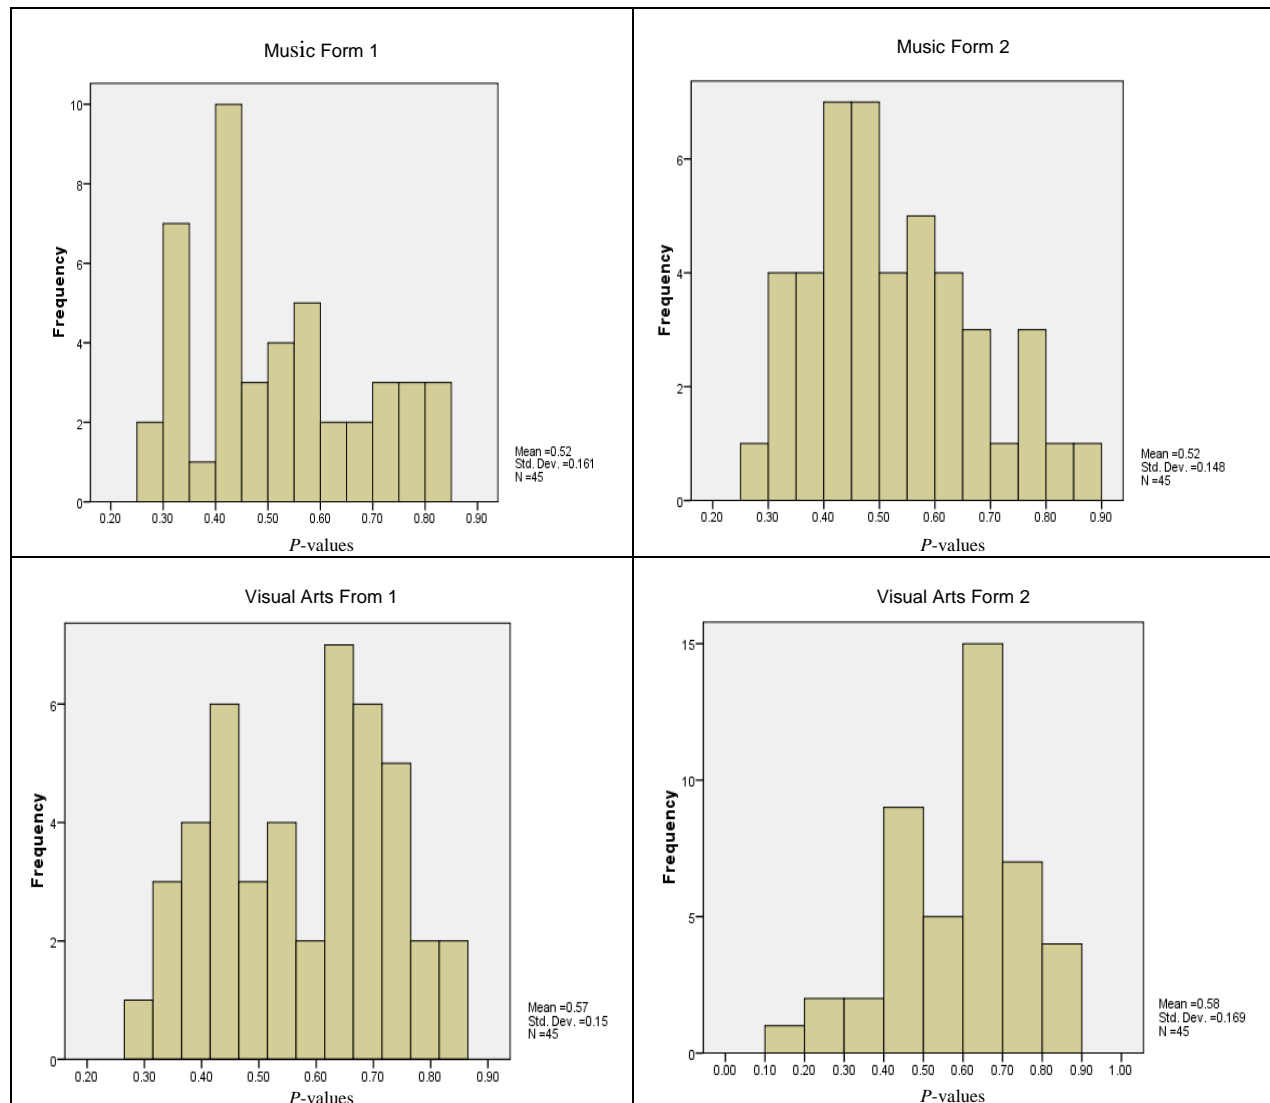 Music Form 1
10
8
6
4
2
0
Frequency
0.20 0.30 0.40 0.50 0.60 0.70 0.80 0.90
P-values
Mean =0.52
Std. Dev. =0.161
N =45
Music Form 2
6
4
2
0
Frequency
0.20 0.30 0.40 0.50 0.60 0.70 0.80 0.90
P-values
Mean =0.52
Std. Dev. =0.148
N =45
Visual Arts From 1
6
4
2
0
Frequency
0.20 0.30 0.40 0.50 0.60 0.70 0.80 0.90
P-values
Mean =0.57
Std. Dev. =0.15
N =45
Visual Arts Form 2
15
10
5
0
Frequency
0.00 0.10 0.20 0.30 0.40 0.50 0.60 0.70 0.80 0.90 1.00
P-values
Mean =0.58
Std. Dev. =0.169
N =45